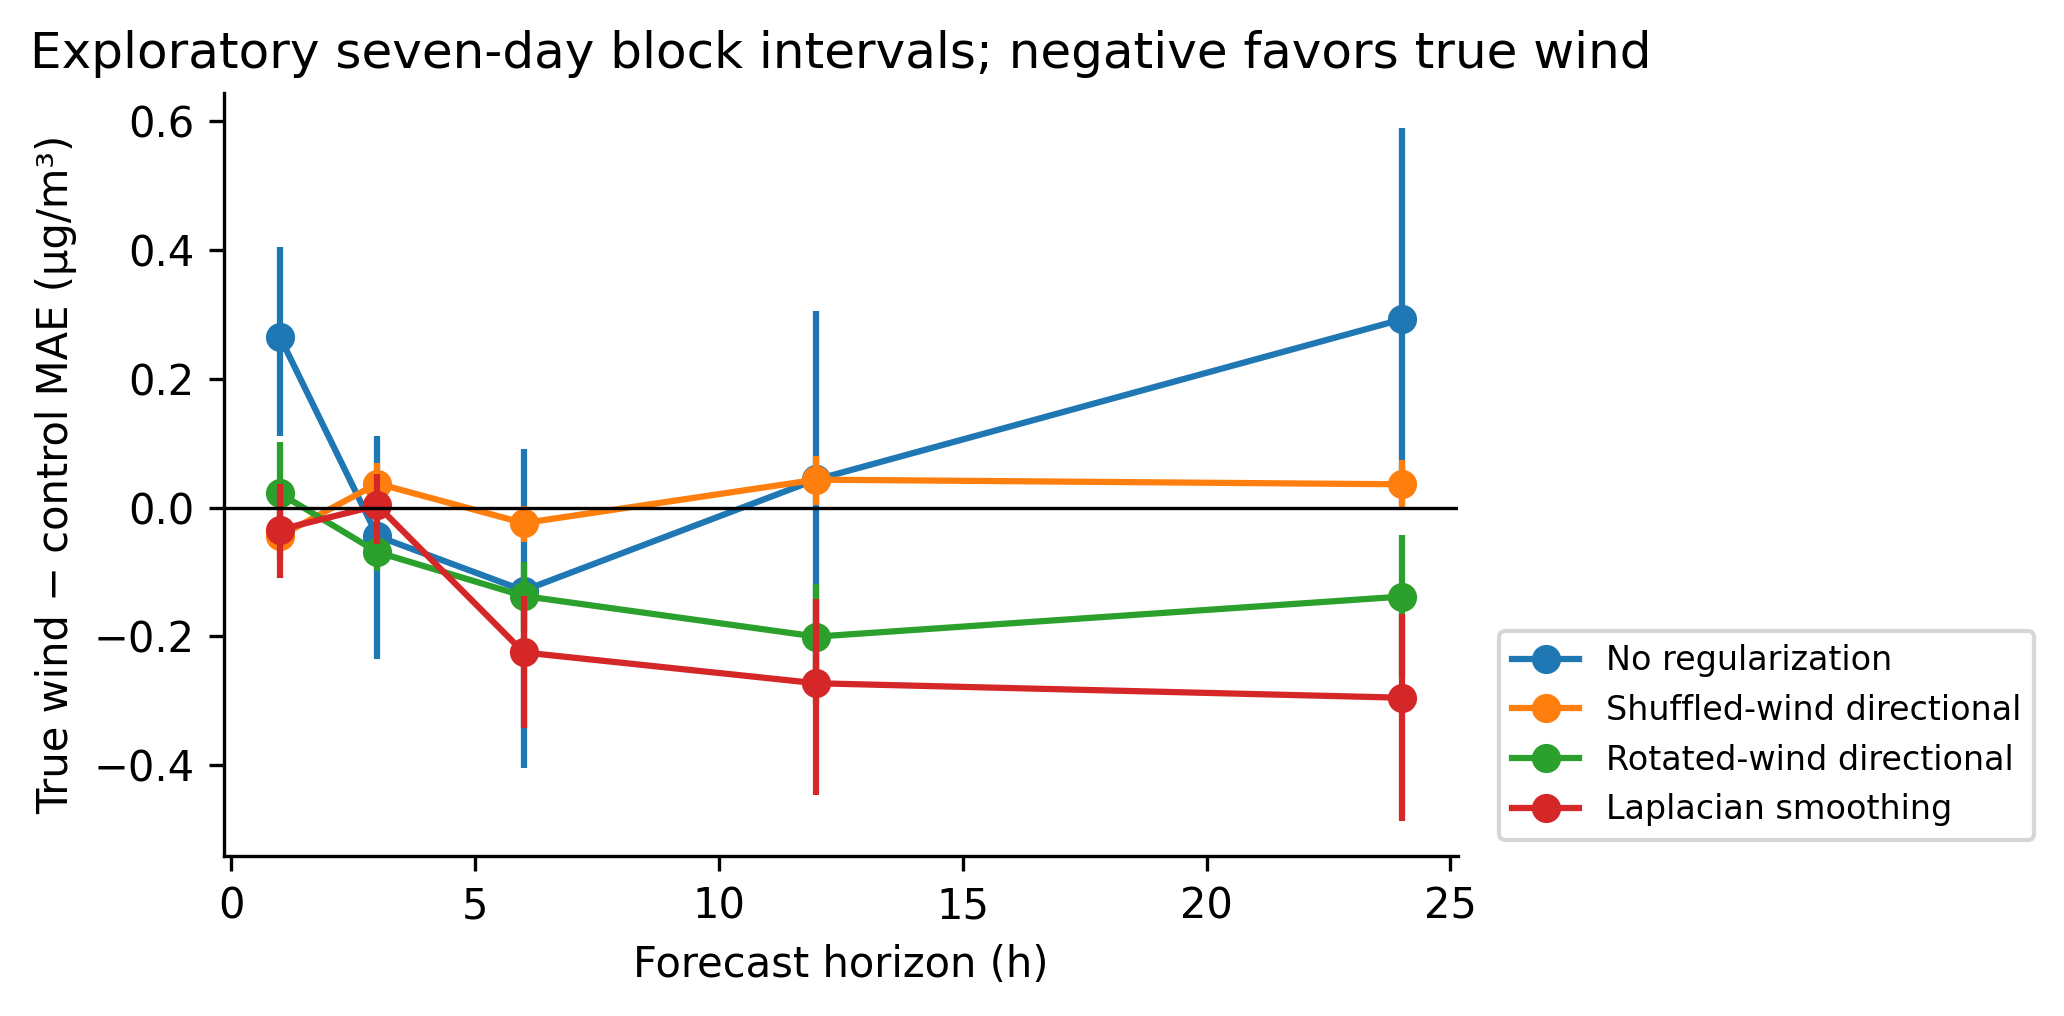 Exploratory seven-day block intervals; negative favors true wind
True wind − control MAE (µg/m³)
0.6
0.4
0.2
0.0
−0.2
−0.4
0
5
10
15
20
25
Forecast horizon (h)
No regularization
Shuffled-wind directional
Rotated-wind directional
Laplacian smoothing